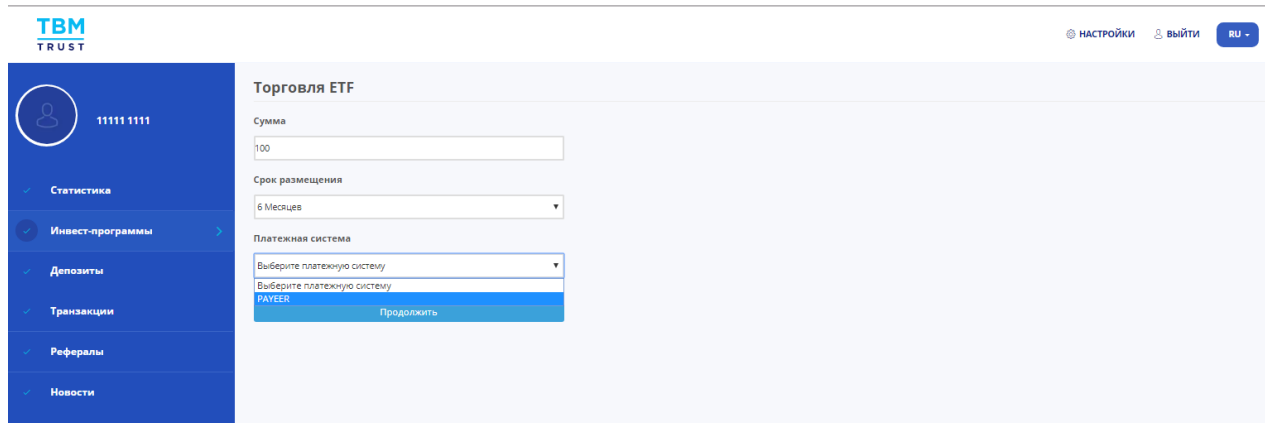 TBM
TRUST
НАСТРОЙКИ
ВЫЙТИ
RU
11111 1111
Статистика
Инвест-программы
Депозиты
Транзакции
Рефералы
Новости
Торговля ETF
Сумма
100
Срок размещения
6 Месяцев
Платежная система
Выберите платежную систему
Выберите платежную систему
PAYEER
Продолжить